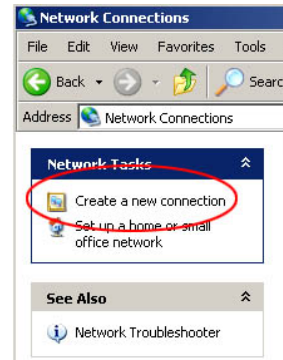 Network Connections
File Edit View Favorites Tools
Back Searc
Address Network Connections
Network Tasks
Create a new connection
Set up a home or small
office network
See Also
Network Troubleshooter